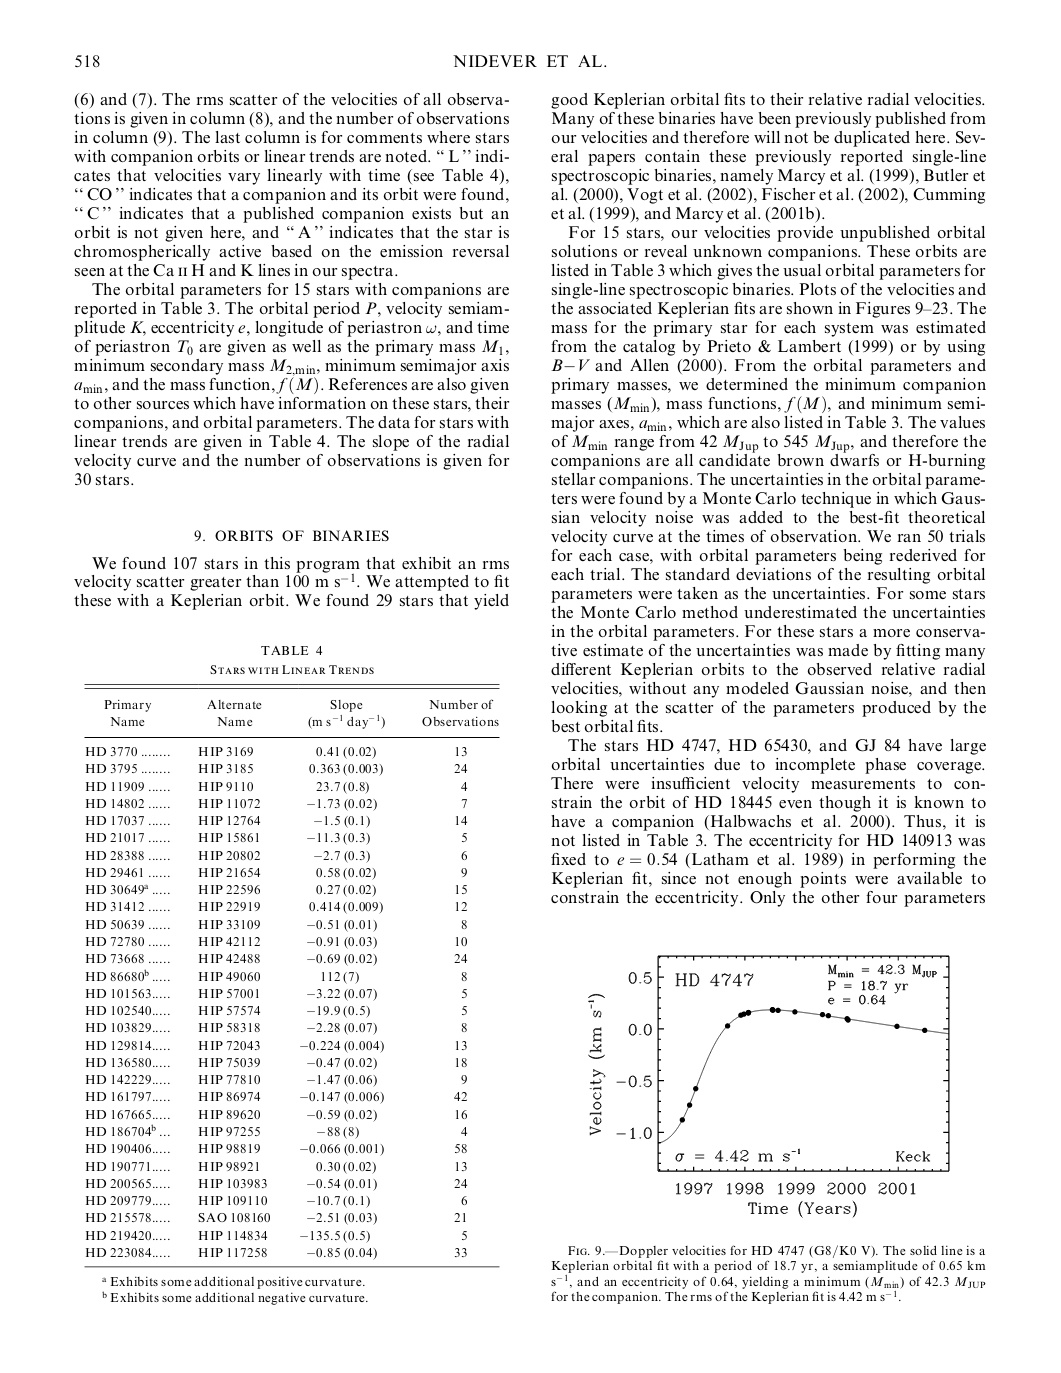 518
NIDEVER ET AL.
(6) and (7). The rms scatter of the velocities of all observa-
tions is given in column (8), and the number of observations
in column (9). The last column is for comments where stars
with companion orbits or linear trends are noted. “ L ’’ indi-
cates that velocities vary linearly with time (see Table 4),
“ CO ’’ indicates that a companion and its orbit were found,
“ C ’’ indicates that a published companion exists but an
orbit is not given here, and “ A ’’ indicates that the star is
chromospherically active based on the emission reversal
seen at the Ca II H and K lines in our spectra.
The orbital parameters for 15 stars with companions are
reported in Table 3. The orbital period P, velocity semiam-
plitude K, eccentricity e, longitude of periastron ω, and time
of periastron T0 are given as well as the primary mass M1,
minimum secondary mass M2,min, minimum semimajor axis
amin, and the mass function, f(M). References are also given
to other sources which have information on these stars, their
companions, and orbital parameters. The data for stars with
linear trends are given in Table 4. The slope of the radial
velocity curve and the number of observations is given for
30 stars.
9. ORBITS OF BINARIES
We found 107 stars in this program that exhibit an rms
velocity scatter greater than 100 m s−1. We attempted to fit
these with a Keplerian orbit. We found 29 stars that yield
TABLE 4
Stars with Linear Trends
Primary Name Alternate Name Slope (m s−1 day−1) Number of Observations
HD 3770 ........ HIP 3169 0.41 (0.02) 13
HD 3795 ........ HIP 3185 0.363 (0.003) 24
HD 11909 ...... HIP 9110 23.7 (0.8) 4
HD 14802 ...... HIP 11072 −1.73 (0.02) 7
HD 17037 ...... HIP 12764 −1.5 (0.1) 14
HD 21017 ...... HIP 15861 −11.3 (0.3) 5
HD 28388 ...... HIP 20802 −2.7 (0.3) 6
HD 29461 ...... HIP 21654 0.58 (0.02) 9
HD 30649a ..... HIP 22596 0.27 (0.02) 15
HD 31412 ...... HIP 22919 0.414 (0.009) 12
HD 50639 ...... HIP 33109 −0.51 (0.01) 8
HD 72780 ...... HIP 42112 −0.91 (0.03) 10
HD 73668 ...... HIP 42488 −0.69 (0.02) 24
HD 86680b ..... HIP 49060 112 (7) 8
HD 101563..... HIP 57001 −3.22 (0.07) 5
HD 102540..... HIP 57574 −19.9 (0.5) 5
HD 103829..... HIP 58318 −2.28 (0.07) 8
HD 129814..... HIP 72043 −0.224 (0.004) 13
HD 136580..... HIP 75039 −0.47 (0.02) 18
HD 142229..... HIP 77810 −1.47 (0.06) 9
HD 161797..... HIP 86974 −0.147 (0.006) 42
HD 167665..... HIP 89620 −0.59 (0.02) 16
HD 186704b ... HIP 97255 −88 (8) 4
HD 190406..... HIP 98819 −0.066 (0.001) 58
HD 190771..... HIP 98921 0.30 (0.02) 13
HD 200565..... HIP 103983 −0.54 (0.01) 24
HD 209779..... HIP 109110 −10.7 (0.1) 6
HD 215578..... SAO 108160 −2.51 (0.03) 21
HD 219420..... HIP 114834 −135.5 (0.5) 5
HD 223084..... HIP 117258 −0.85 (0.04) 33
a Exhibits some additional positive curvature.
b Exhibits some additional negative curvature.
good Keplerian orbital fits to their relative radial velocities.
Many of these binaries have been previously published from
our velocities and therefore will not be duplicated here. Sev-
eral papers contain these previously reported single-line
spectroscopic binaries, namely Marcy et al. (1999), Butler et
al. (2000), Vogt et al. (2002), Fischer et al. (2002), Cumming
et al. (1999), and Marcy et al. (2001b).
For 15 stars, our velocities provide unpublished orbital
solutions or reveal unknown companions. These orbits are
listed in Table 3 which gives the usual orbital parameters for
single-line spectroscopic binaries. Plots of the velocities and
the associated Keplerian fits are shown in Figures 9–23. The
mass for the primary star for each system was estimated
from the catalog by Prieto & Lambert (1999) or by using
B−V and Allen (2000). From the orbital parameters and
primary masses, we determined the minimum companion
masses (Mmin), mass functions, f(M), and minimum semi-
major axes, amin, which are also listed in Table 3. The values
of Mmin range from 42 MJup to 545 MJup, and therefore the
companions are all candidate brown dwarfs or H-burning
stellar companions. The uncertainties in the orbital parame-
ters were found by a Monte Carlo technique in which Gaus-
sian velocity noise was added to the best-fit theoretical
velocity curve at the times of observation. We ran 50 trials
for each case, with orbital parameters being rederived for
each trial. The standard deviations of the resulting orbital
parameters were taken as the uncertainties. For some stars
the Monte Carlo method underestimated the uncertainties
in the orbital parameters. For these stars a more conserva-
tive estimate of the uncertainties was made by fitting many
different Keplerian orbits to the observed relative radial
velocities, without any modeled Gaussian noise, and then
looking at the scatter of the parameters produced by the
best orbital fits.
The stars HD 4747, HD 65430, and GJ 84 have large
orbital uncertainties due to incomplete phase coverage.
There were insufficient velocity measurements to con-
strain the orbit of HD 18445 even though it is known to
have a companion (Halbwachs et al. 2000). Thus, it is
not listed in Table 3. The eccentricity for HD 140913 was
fixed to e = 0.54 (Latham et al. 1989) in performing the
Keplerian fit, since not enough points were available to
constrain the eccentricity. Only the other four parameters
HD 4747
Mmin = 42.3 MJUP
P = 18.7 yr
e = 0.64
0.5
0.0
−0.5
−1.0
Velocity (km s−1)
σ = 4.42 m s−1
Keck
1997 1998 1999 2000 2001
Time (Years)
Fig. 9.—Doppler velocities for HD 4747 (G8/K0 V). The solid line is a
Keplerian orbital fit with a period of 18.7 yr, a semiamplitude of 0.65 km
s−1, and an eccentricity of 0.64, yielding a minimum (Mmin) of 42.3 MJUP
for the companion. The rms of the Keplerian fit is 4.42 m s−1.